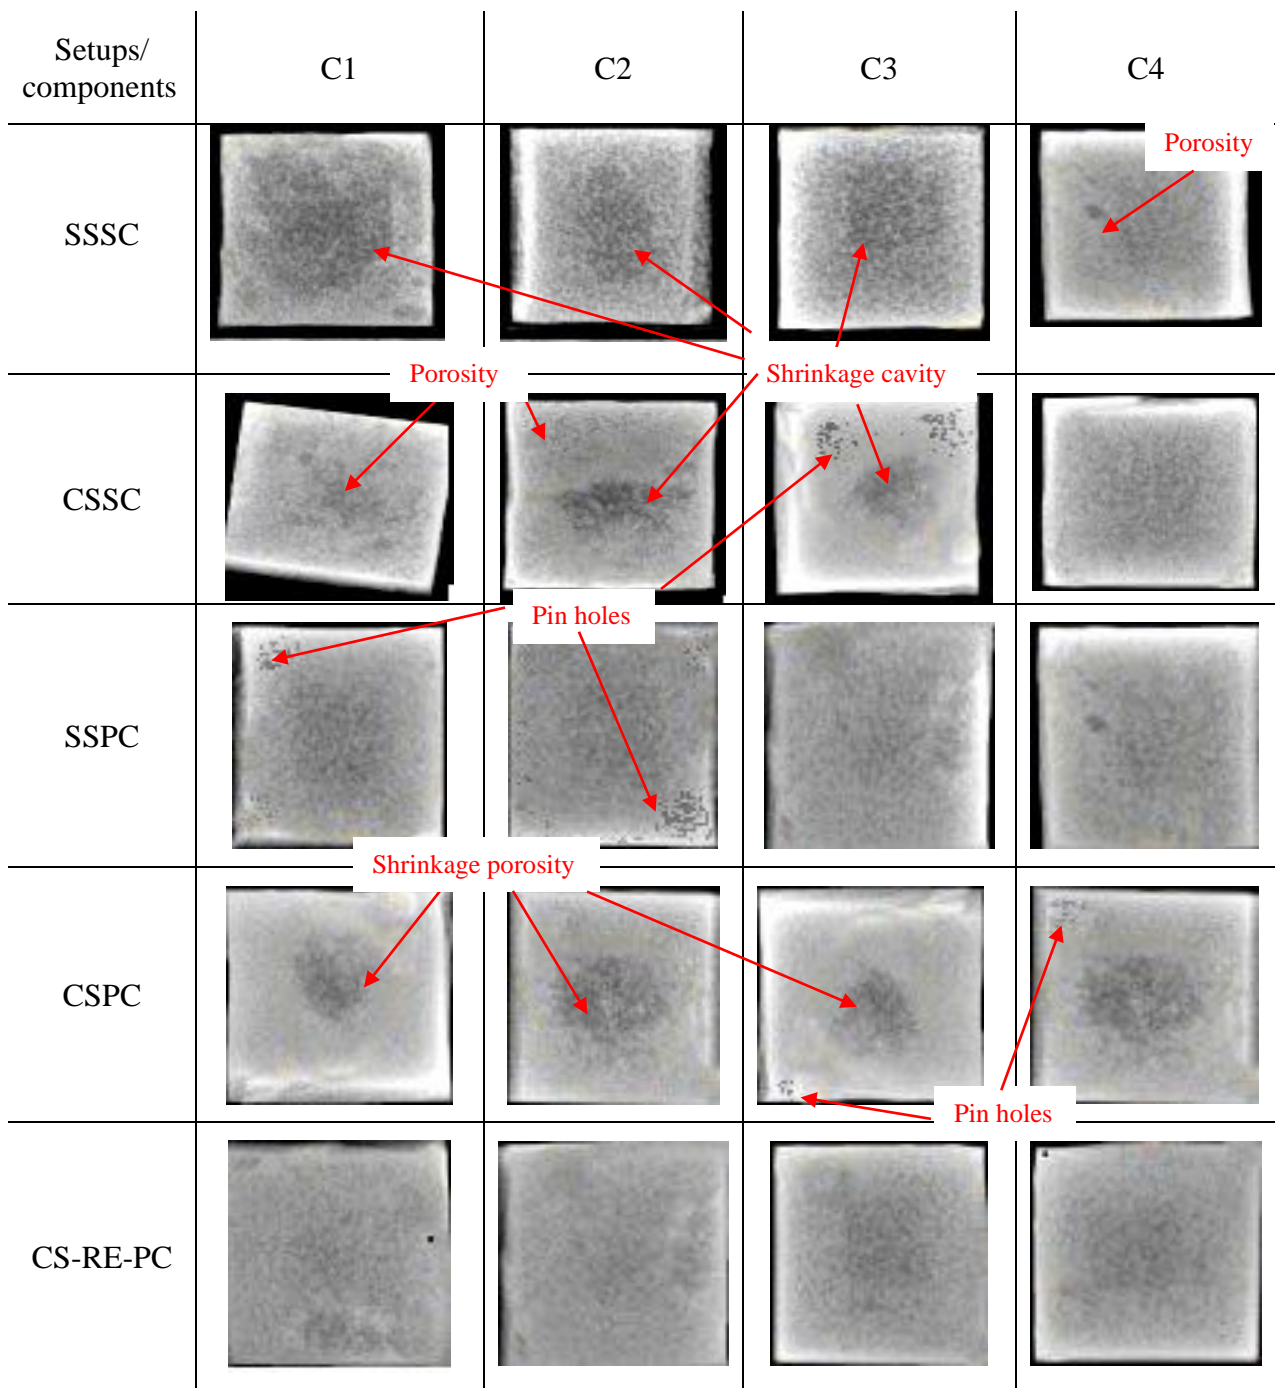 Setups/
components
C1
C2
C3
C4
SSSC
Porosity
Porosity
Shrinkage cavity
CSSC
Pin holes
SSPC
Shrinkage porosity
CSPC
Pin holes
CS-RE-PC